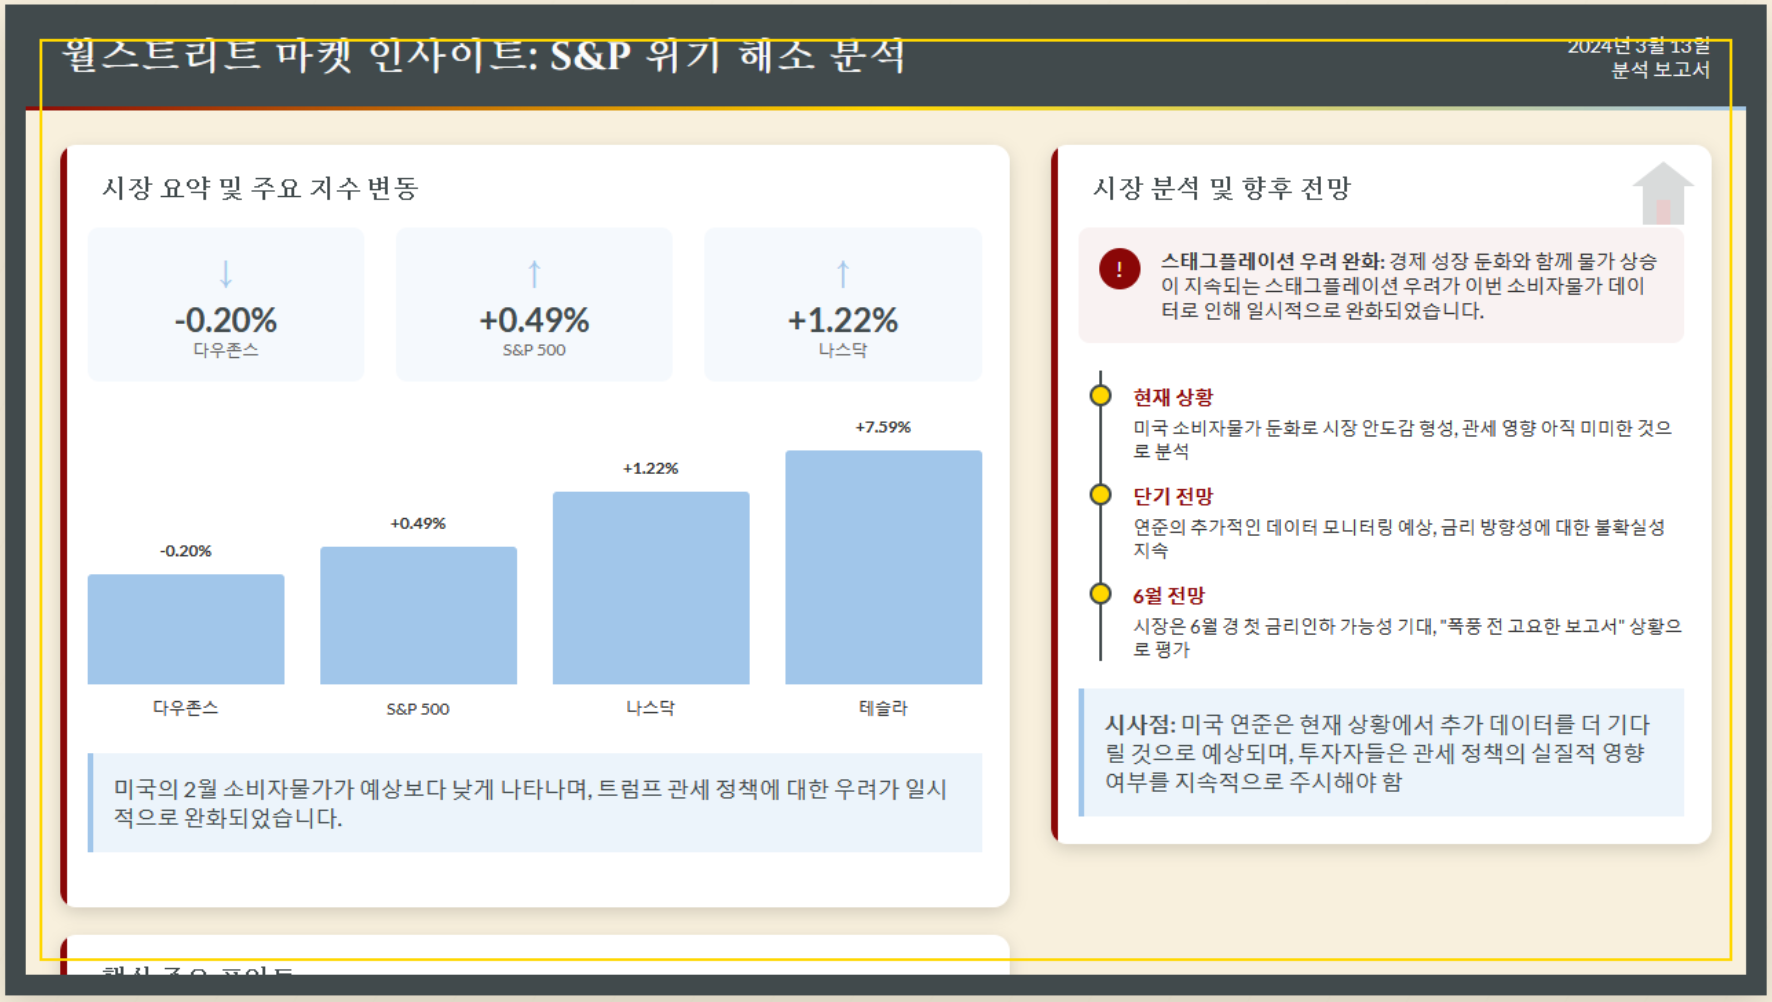 월스트리트 마켓 인사이트: S&P 위기 해소 분석
2024년 3월 13일
분석 보고서
시장 요약 및 주요 지수 변동
↓
-0.20%
다우존스
↑
+0.49%
S&P 500
↑
+1.22%
나스닥
-0.20%
+0.49%
+1.22%
+7.59%
다우존스
S&P 500
나스닥
테슬라
미국의 2월 소비자물가가 예상보다 낮게 나타나며, 트럼프 관세 정책에 대한 우려가 일시
적으로 완화되었습니다.
핵심 주요 포인트
시장 분석 및 향후 전망
!
스태그플레이션 우려 완화: 경제 성장 둔화와 함께 물가 상승
이 지속되는 스태그플레이션 우려가 이번 소비자물가 데이
터로 인해 일시적으로 완화되었습니다.
현재 상황
미국 소비자물가 둔화로 시장 안도감 형성, 관세 영향 아직 미미한 것으
로 분석
단기 전망
연준의 추가적인 데이터 모니터링 예상, 금리 방향성에 대한 불확실성
지속
6월 전망
시장은 6월 경 첫 금리인하 가능성 기대, "폭풍 전 고요한 보고서" 상황으
로 평가
시사점: 미국 연준은 현재 상황에서 추가 데이터를 더 기다
릴 것으로 예상되며, 투자자들은 관세 정책의 실질적 영향
여부를 지속적으로 주시해야 함